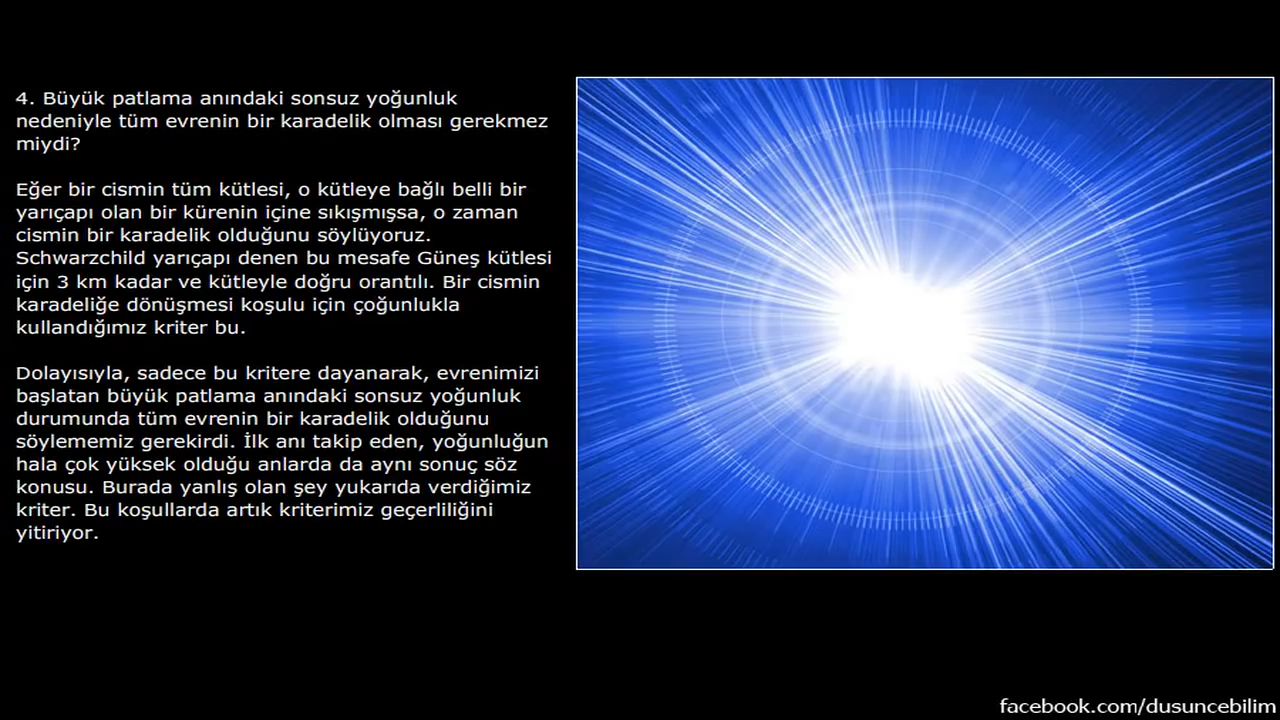 4. Büyük patlama anındaki sonsuz yoğunluk
nedeniyle tüm evrenin bir karadelik olması gerekmez
miydi?
Eğer bir cismin tüm kütlesi, o kütleye bağlı belli bir
yarıçapı olan bir kürenin içine sıkışmışsa, o zaman
cismin bir karadelik olduğunu söylüyoruz.
Schwarzchild yarıçapı denen bu mesafe Güneş kütlesi
için 3 km kadar ve kütleyle doğru orantılı. Bir cismin
karadeliğe dönüşmesi koşulu için çoğunlukla
kullandığımız kriter bu.
Dolayısıyla, sadece bu kritere dayanarak, evrenimizi
başlatan büyük patlama anındaki sonsuz yoğunluk
durumunda tüm evrenin bir karadelik olduğunu
söylememiz gerekirdi. İlk anı takip eden, yoğunluğun
hala çok yüksek olduğu anlarda da aynı sonuç söz
konusu. Burada yanlış olan şey yukarıda verdiğimiz
kriter. Bu koşullarda artık kriterimiz geçerliliğini
yitiriyor.
facebook.com/dusuncebilim